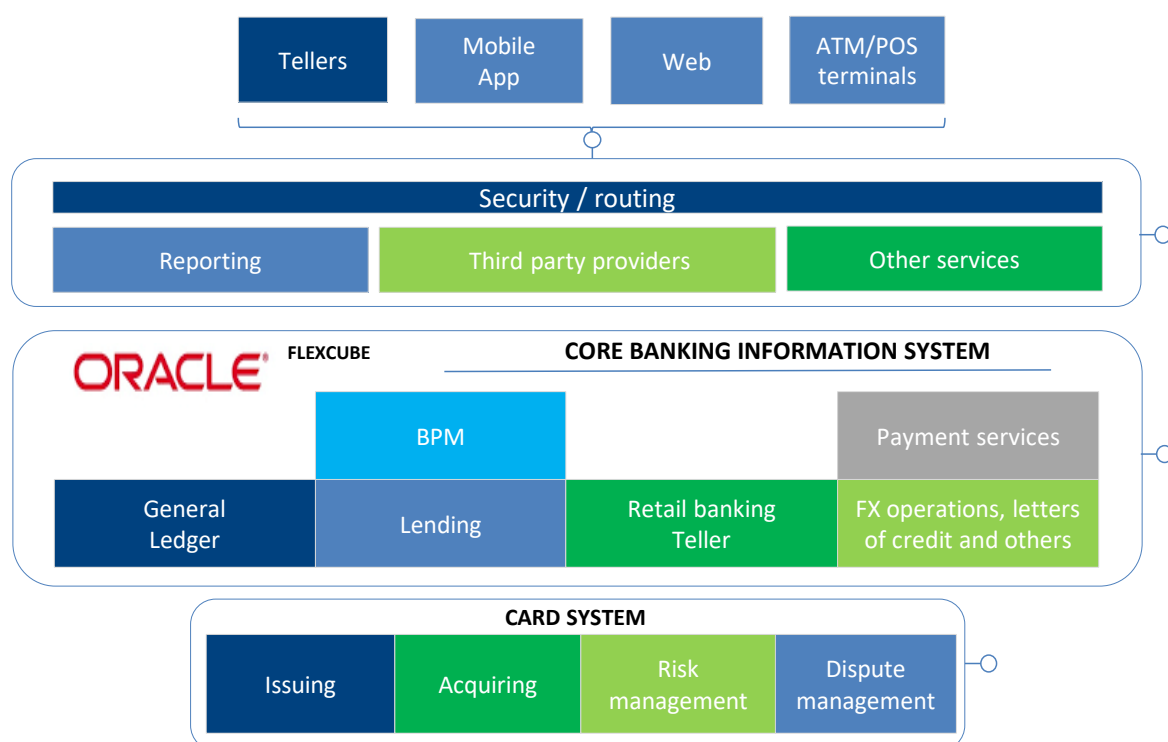 Tellers
Mobile
App
Web
ATM/POS
terminals
Security / routing
Reporting
Third party providers
Other services
ORACLE®
FLEXCUBE
CORE BANKING INFORMATION SYSTEM
BPM
Payment services
General
Ledger
Lending
Retail banking
Teller
FX operations, letters
of credit and others
CARD SYSTEM
Issuing
Acquiring
Risk
management
Dispute
management